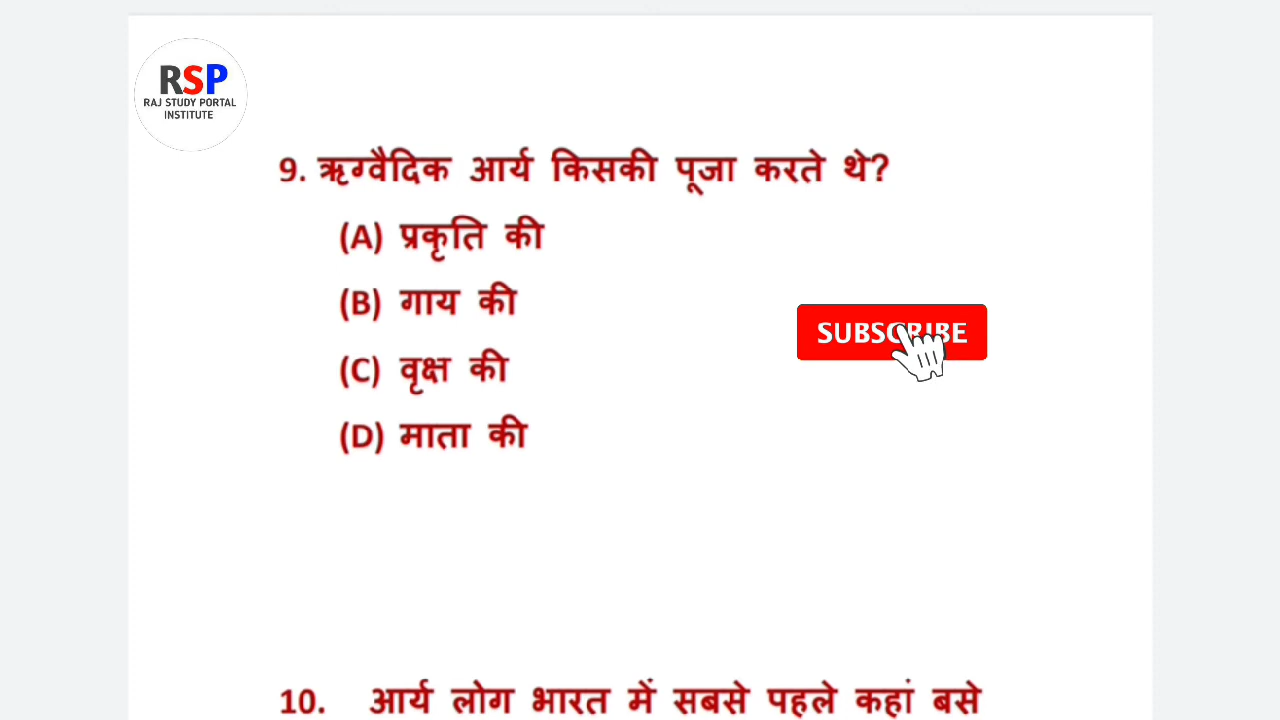 RSP
RAJ STUDY PORTAL
INSTITUTE
9. ऋग्वैदिक आर्य किसकी पूजा करते थे?
(A) प्रकृति की
(B) गाय की
SUBSCRIBE
(C) वृक्ष की
(D) माता की
10. आर्य लोग भारत में सबसे पहले कहां बसे